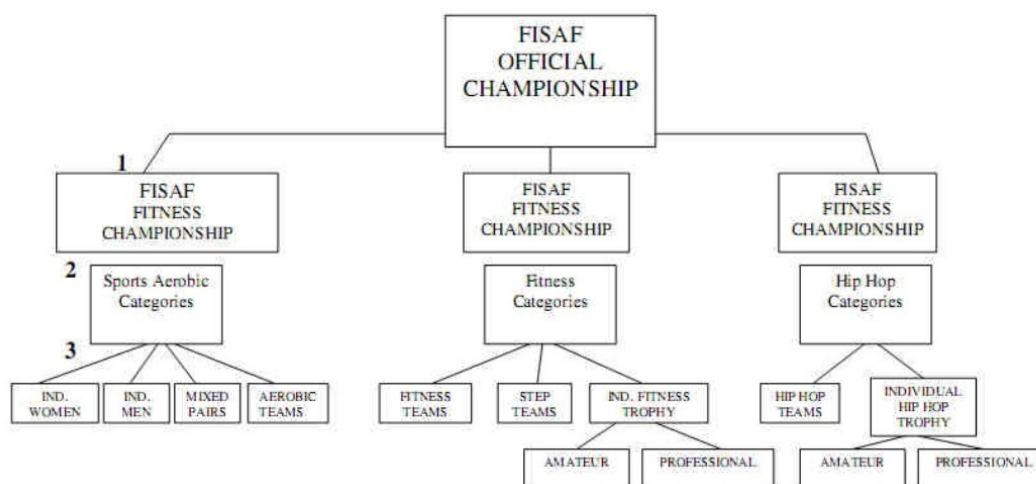 FISAF
OFFICIAL
CHAMPIONSHIP
1
FISAF
FITNESS
CHAMPIONSHIP
FISAF
FITNESS
CHAMPIONSHIP
FISAF
FITNESS
CHAMPIONSHIP
2
Sports Aerobic
Categories
Fitness
Categories
Hip Hop
Categories
3
IND.
WOMEN
IND.
MEN
MIXED
PAIRS
AEROBIC
TEAMS
FITNESS
TEAMS
STEP
TEAMS
IND. FITNESS
TROPHY
HIP HOP
TEAMS
INDIVIDUAL
HIP HOP
TROPHY
AMATEUR
PROFESSIONAL
AMATEUR
PROFESSIONAL